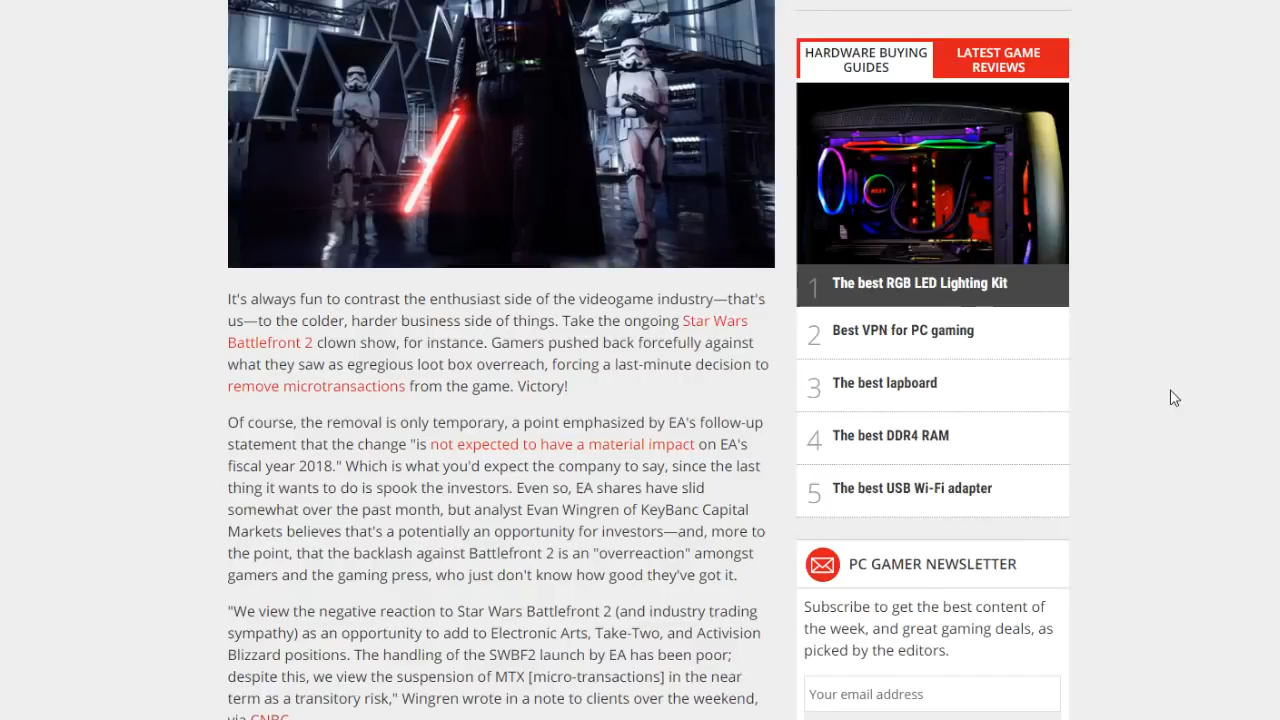 It's always fun to contrast the enthusiast side of the videogame industry—that's
us—to the colder, harder business side of things. Take the ongoing Star Wars
Battlefront 2 clown show, for instance. Gamers pushed back forcefully against
what they saw as egregious loot box overreach, forcing a last-minute decision to
remove microtransactions from the game. Victory!
Of course, the removal is only temporary, a point emphasized by EA's follow-up
statement that the change "is not expected to have a material impact on EA's
fiscal year 2018." Which is what you'd expect the company to say, since the last
thing it wants to do is spook the investors. Even so, EA shares have slid
somewhat over the past month, but analyst Evan Wingren of KeyBanc Capital
Markets believes that's a potentially an opportunity for investors—and, more to
the point, that the backlash against Battlefront 2 is an "overreaction" amongst
gamers and the gaming press, who just don't know how good they've got it.
"We view the negative reaction to Star Wars Battlefront 2 (and industry trading
sympathy) as an opportunity to add to Electronic Arts, Take-Two, and Activision
Blizzard positions. The handling of the SWBF2 launch by EA has been poor;
despite this, we view the suspension of MTX [micro-transactions] in the near
term as a transitory risk," Wingren wrote in a note to clients over the weekend,
via CNBC.
HARDWARE BUYING
GUIDES
LATEST GAME
REVIEWS
NZXT
1 The best RGB LED Lighting Kit
2 Best VPN for PC gaming
3 The best lapboard
4 The best DDR4 RAM
5 The best USB Wi-Fi adapter
PC GAMER NEWSLETTER
Subscribe to get the best content of
the week, and great gaming deals, as
picked by the editors.
Your email address